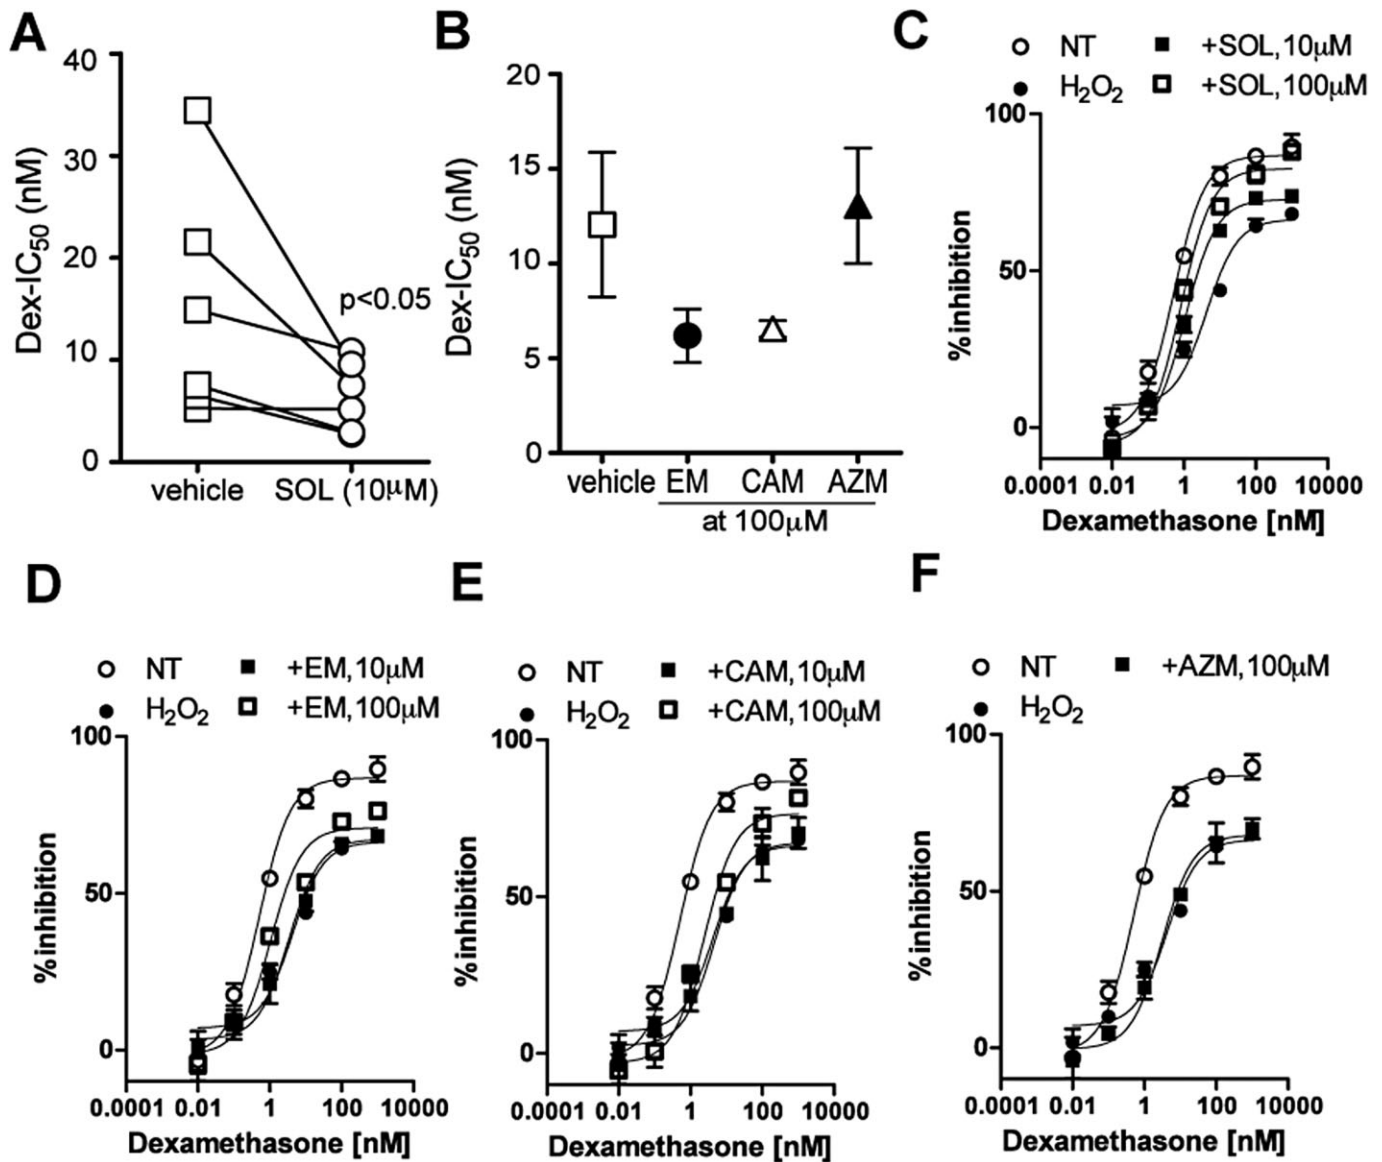 A
Dex-IC50 (nM)
40
30
20
10
0
p<0.05
vehicle SOL (10μM)
B
Dex-IC50 (nM)
20
15
10
5
0
vehicle EM CAM AZM
at 100μM
C
NT +SOL,10μM
H2O2 +SOL,100μM
%inhibition
100
50
0
0.0001 0.01 1 100 10000
Dexamethasone [nM]
D
NT +EM,10μM
H2O2 +EM,100μM
%inhibition
100
50
0
0.0001 0.01 1 100 10000
Dexamethasone [nM]
E
NT +CAM,10μM
H2O2 +CAM,100μM
%inhibition
100
50
0
0.0001 0.01 1 100 10000
Dexamethasone [nM]
F
NT +AZM,100μM
H2O2
%inhibition
100
50
0
0.0001 0.01 1 100 10000
Dexamethasone [nM]